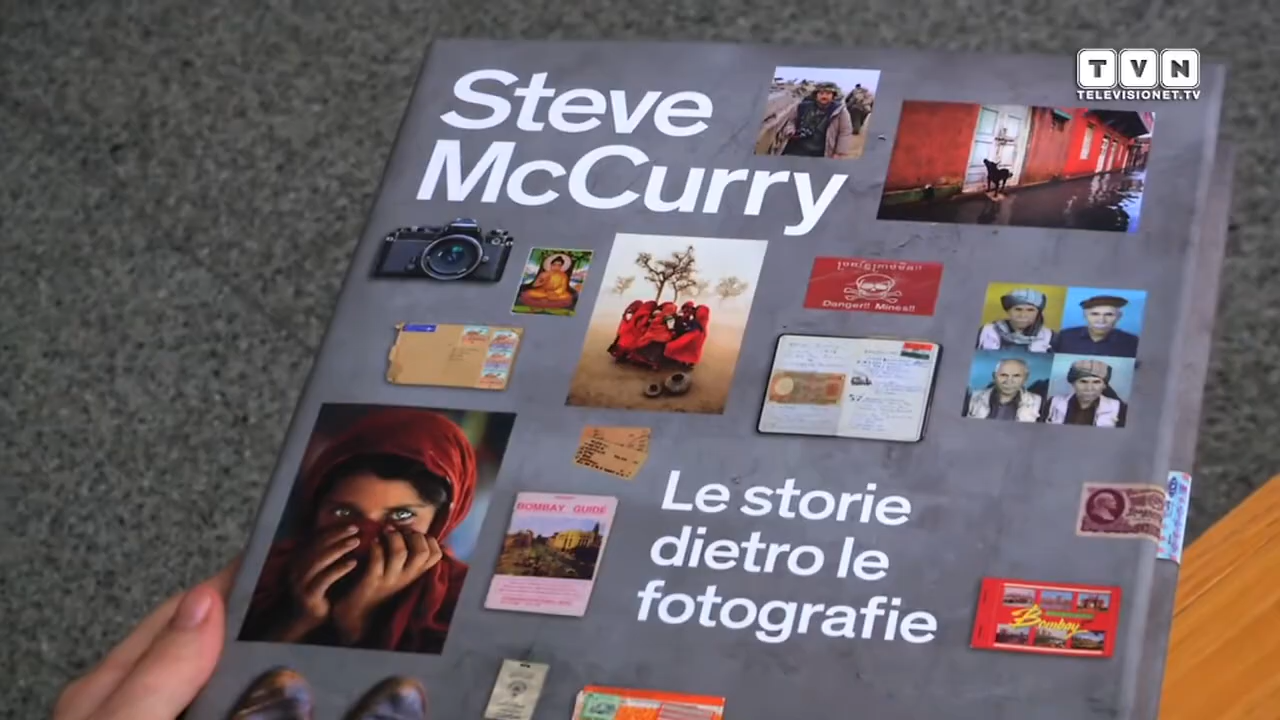 TVN
TELEVISIONET.TV
Steve
McCurry
Danger!! Mines!!
BOMBAY GUIDE
Le storie
dietro le
fotografie
Bombay